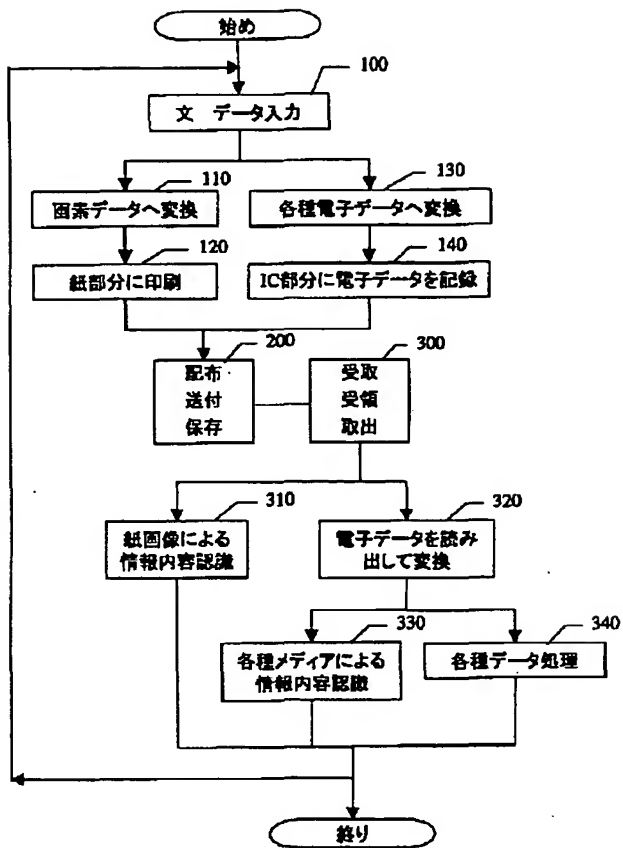 始め
100
文 データ入力
110
130
画素データへ変換
各種電子データへ変換
120
140
紙部分に印刷
IC部分に電子データを記録
200
300
配布
送付
保存
受取
受領
取出
310
320
紙画像による
情報内容認識
電子データを読み
出して変換
330
340
各種メディアによる
情報内容認識
各種データ処理
終り